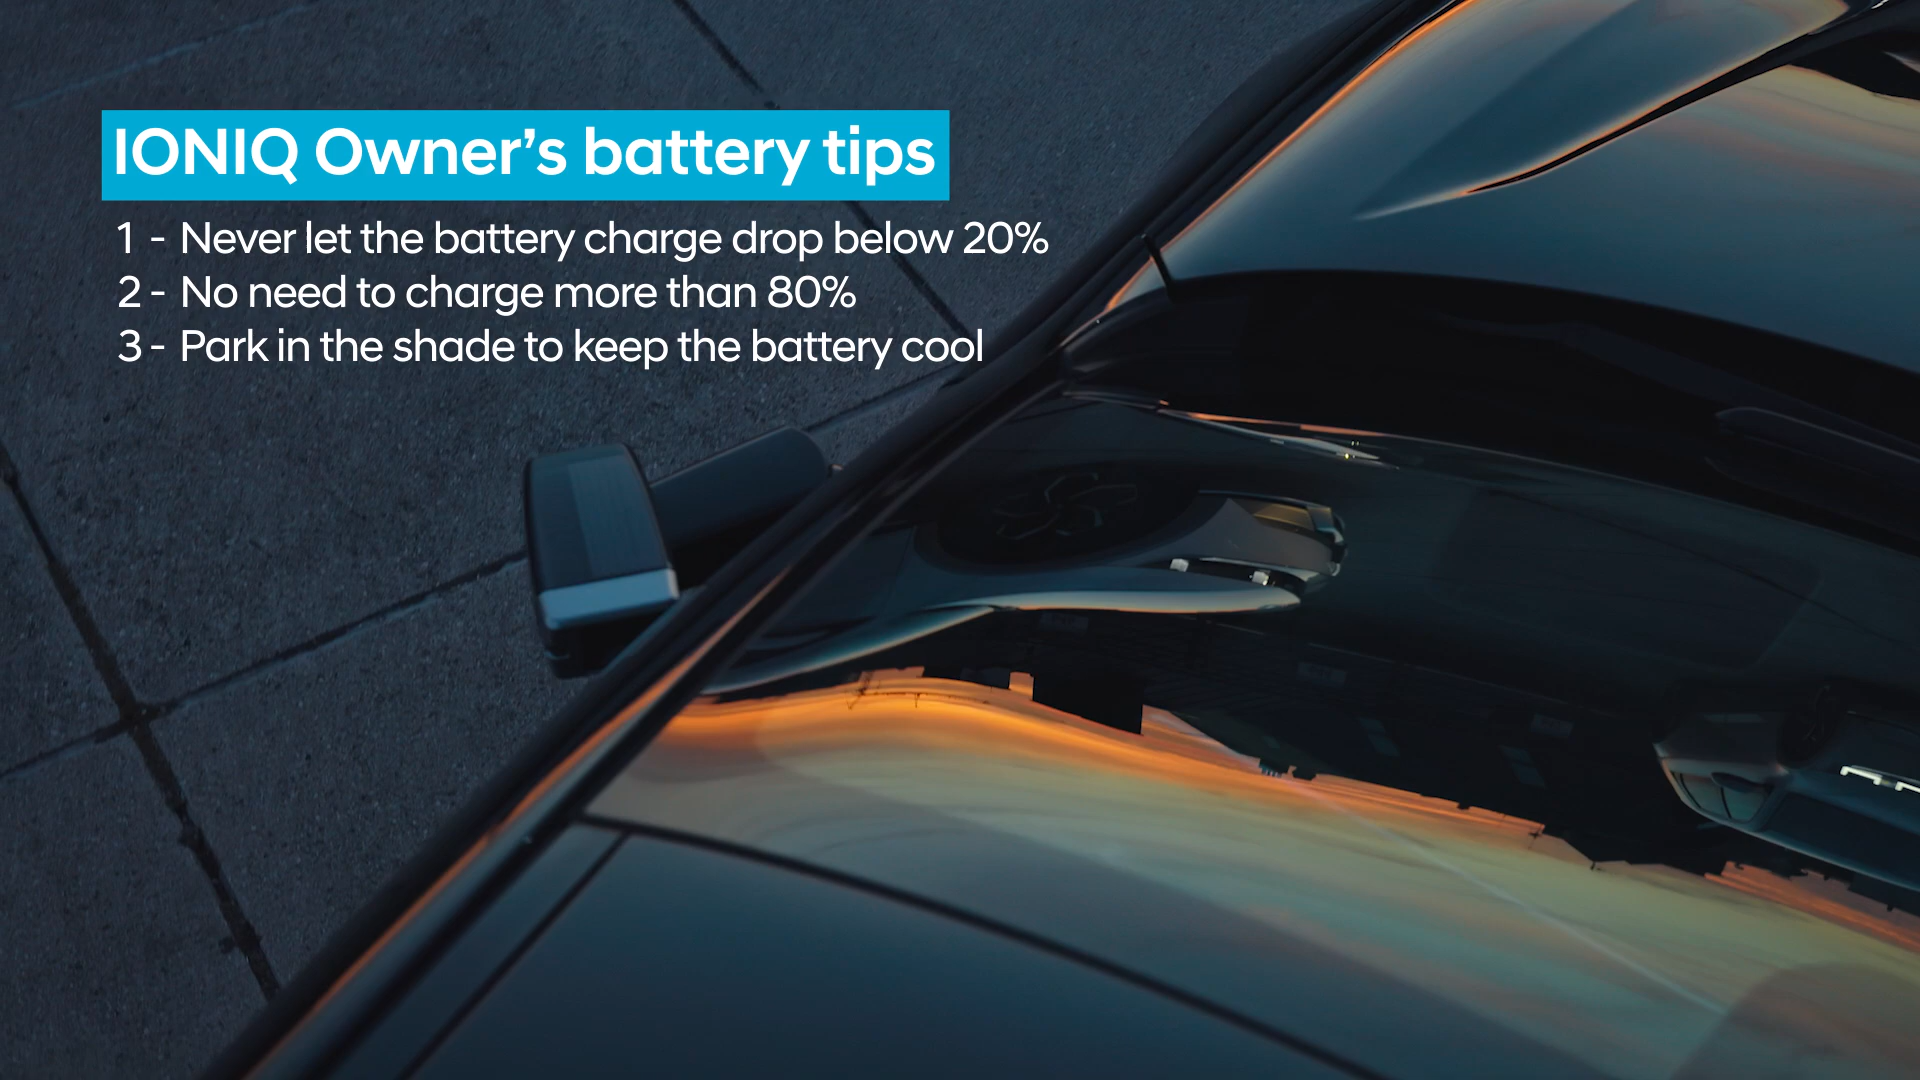 IONIQ Owner’s battery tips
1 - Never let the battery charge drop below 20%
2 - No need to charge more than 80%
3 - Park in the shade to keep the battery cool